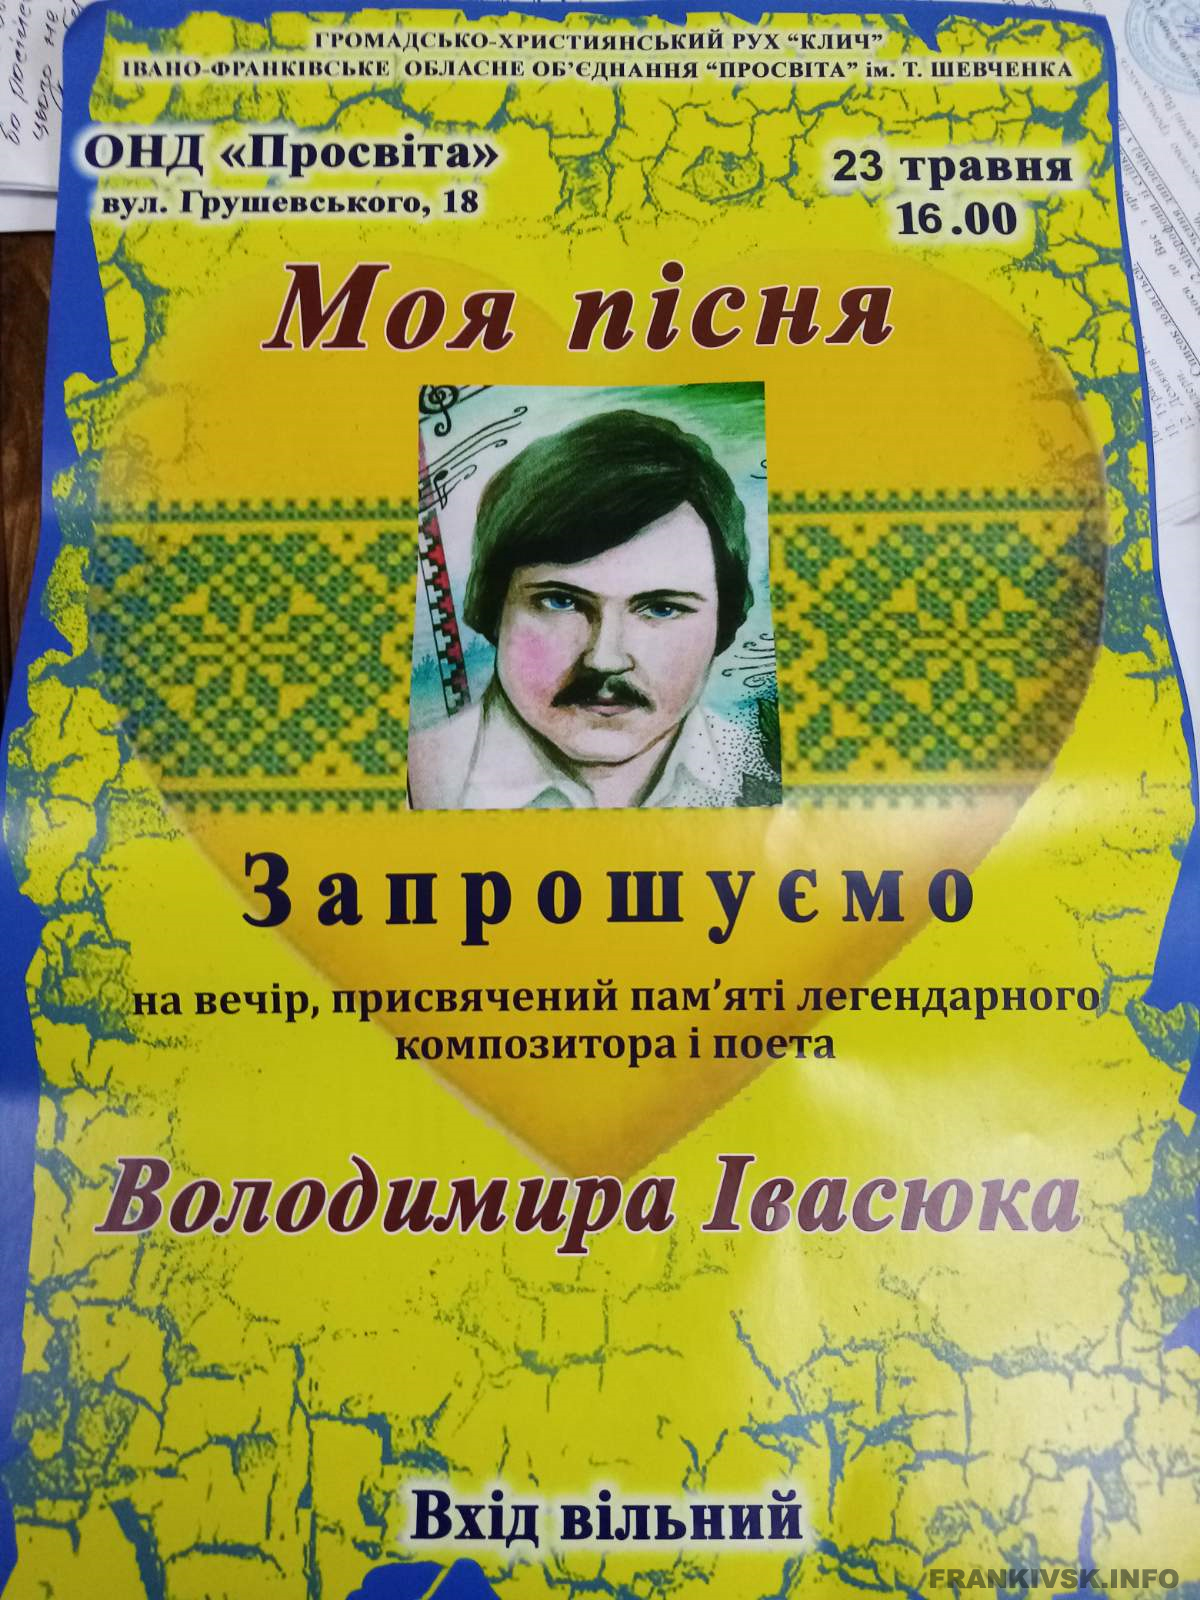 ГРОМАДСЬКО-ХРИСТИЯНСЬКИЙ РУХ “КЛИЧ”
ІВАНО-ФРАНКІВСЬКЕ ОБЛАСНЕ ОБ’ЄДНАННЯ “ПРОСВІТА” ім. Т. ШЕВЧЕНКА
ОНД «Просвіта»
вул. Грушевського, 18
23 травня
16.00
Моя пісня
Запрошуємо
на вечір, присвячений пам’яті легендарного
композитора і поета
Володимира Івасюка
Вхід вільний
FRANKIVSK.INFO